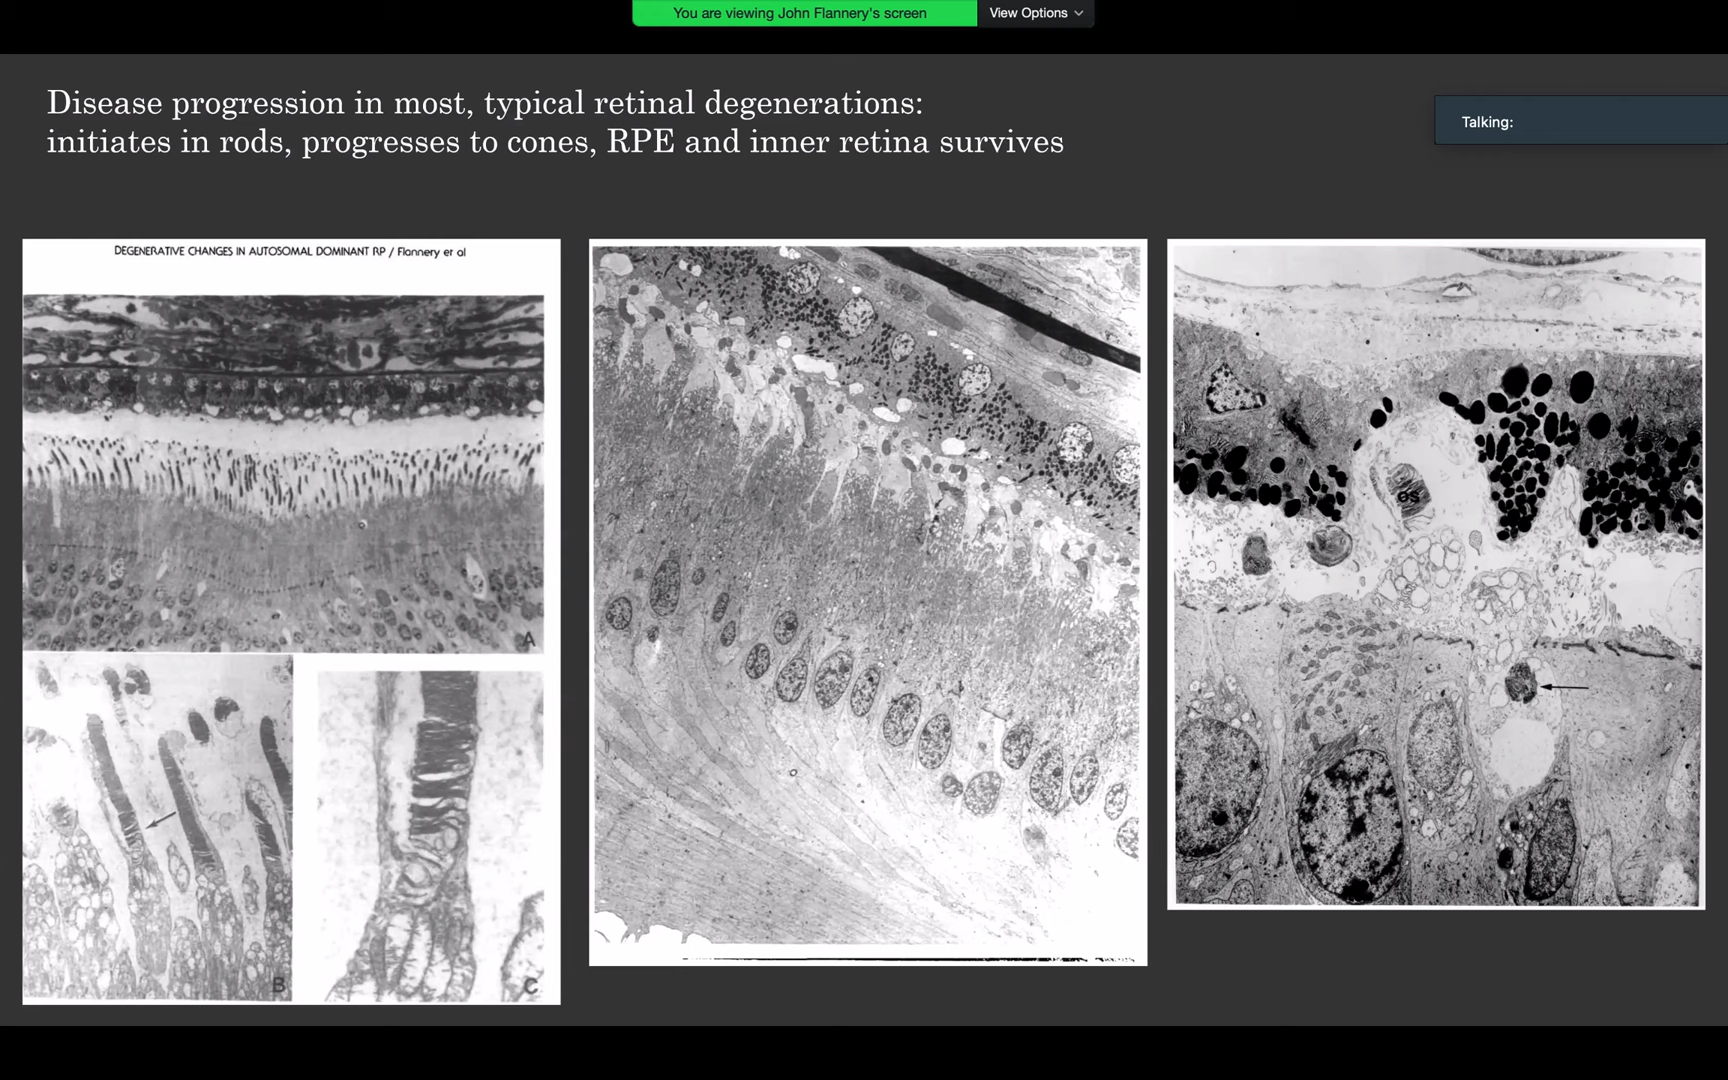 You are viewing John Flannery's screen
View Options
Disease progression in most, typical retinal degenerations:
initiates in rods, progresses to cones, RPE and inner retina survives
Talking:
DEGENERATIVE CHANGES IN AUTOSOMAL DOMINANT RP / Flannery et al
OS
A
B
C